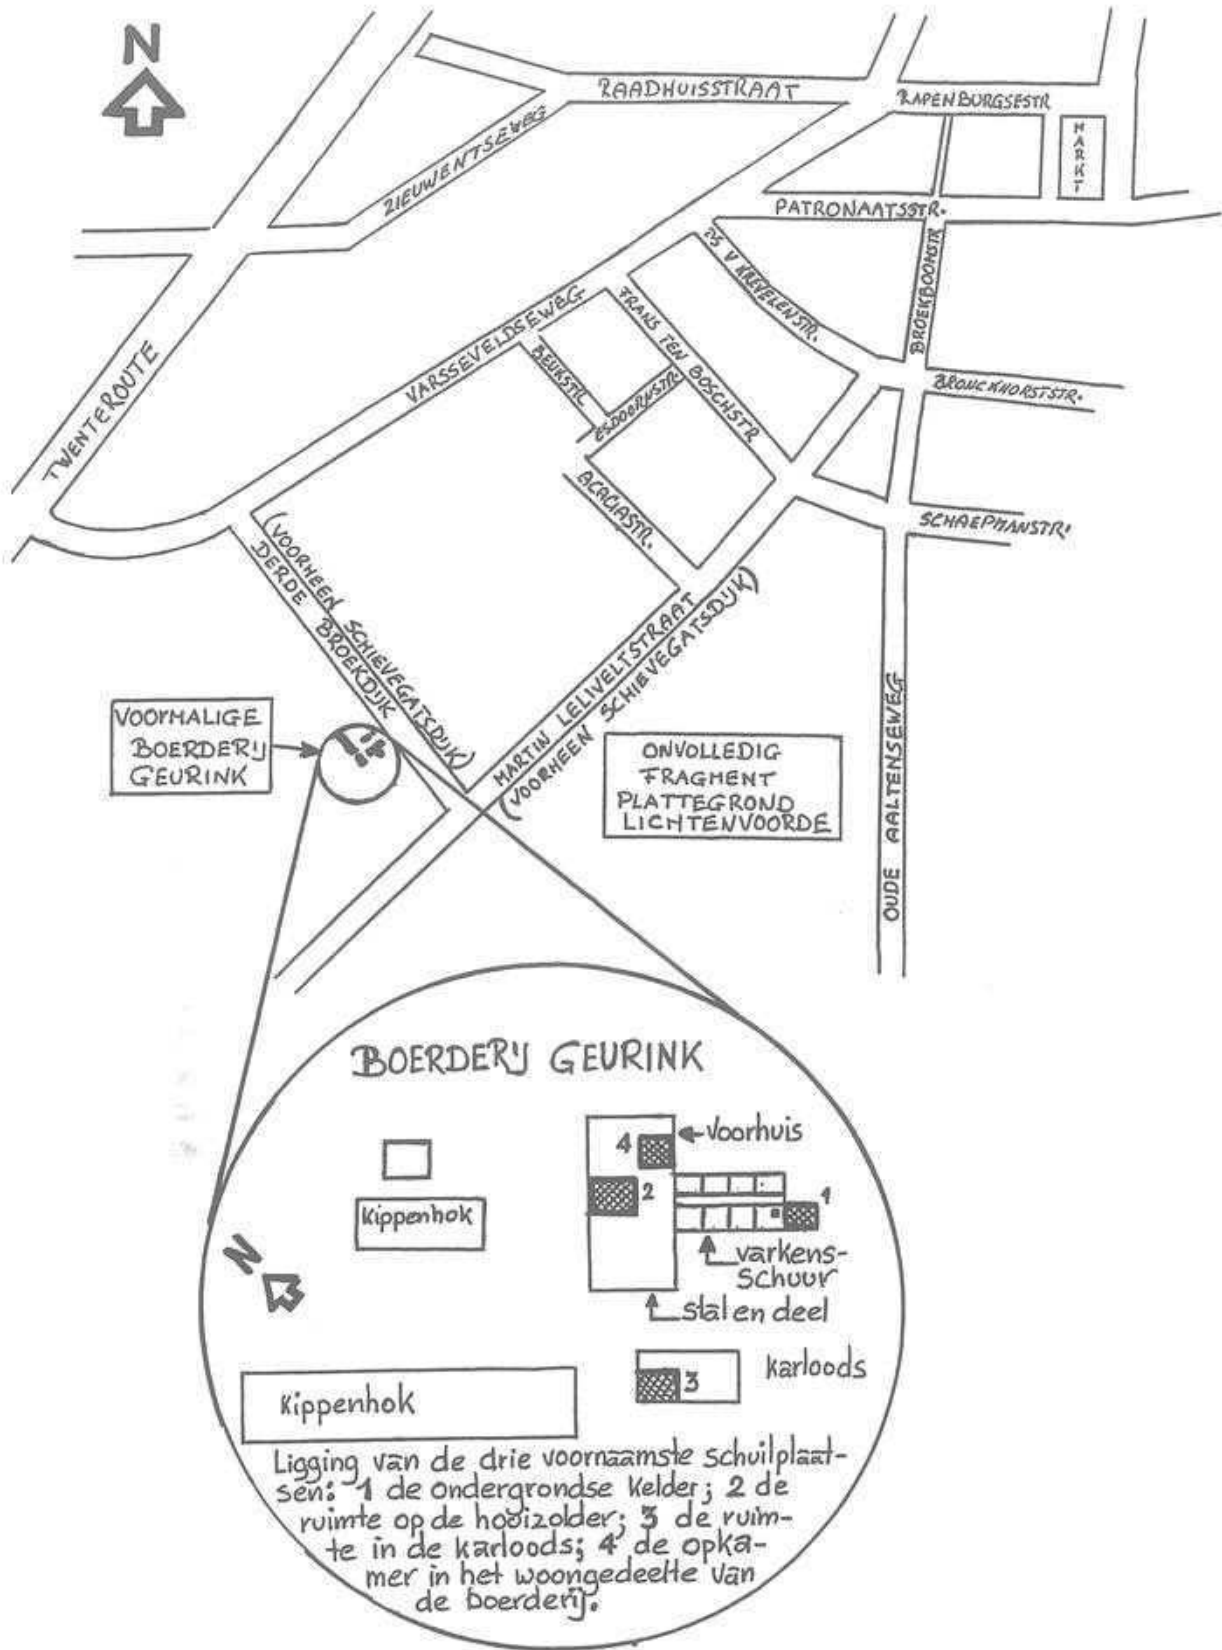 N
RAADHUISSTRAAT
RAPENBURGSESTR
MARKT
ZIEUWENTSEWEG
PATRONAATSSTR.
DS V KREVELENSTR.
BROEKBOOMSTR
TWENTEROUTE
VARSSEVELDSEWEG
FRANS TEN BOSCHSTR
BEUKSTR.
ESDOORNSTR.
BRONCKHORSTSTR.
ACACIASTR.
SCHAEPMANSTR.
(VOORHEEN SCHIEVEGATSDIJK)
DERDE BROEKDIJK
MARTIN LELIVELTSTRAAT
(VOORHEEN SCHIEVEGATSDIJK)
OUDE AALTENSEWEG
VOORMALIGE
BOERDERIJ
GEURINK
ONVOLLEDIG
FRAGMENT
PLATTEGROND
LICHTENVOORDE
BOERDERIJ GEURINK
4
Voorhuis
2
1
Kippenhok
varkens-
schuur
N
stal en deel
karloods
3
Kippenhok
Ligging van de drie voornaamste schuilplaat-
sen: 1 de ondergrondse kelder; 2 de
ruimte op de hooizolder; 3 de ruim-
te in de karloods; 4 de opka-
mer in het woongedeelte van
de boerderij.